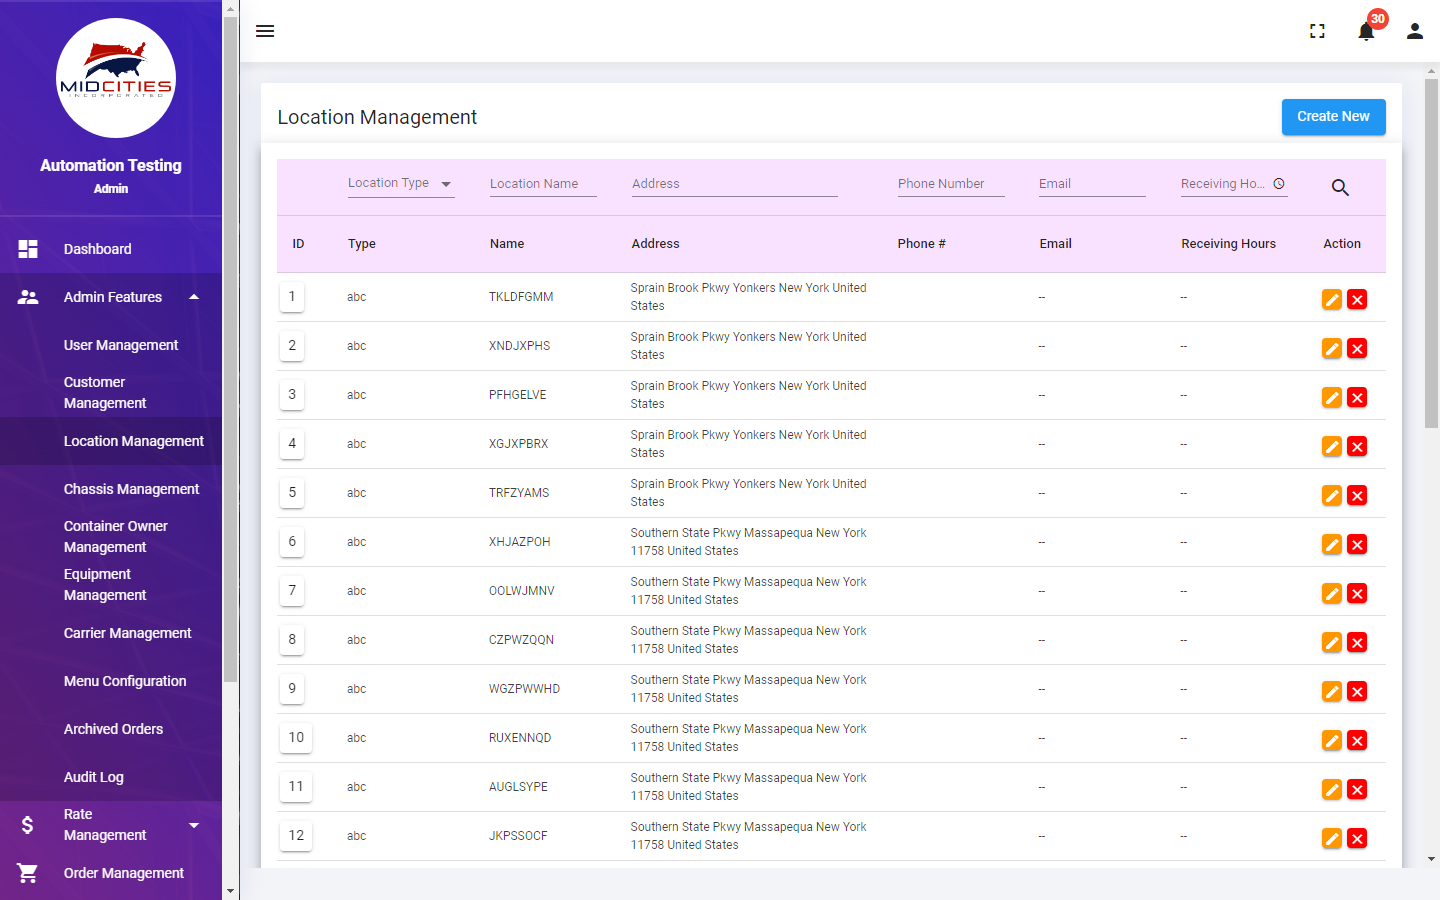 MIDCITIES
INCORPORATED
Automation Testing
Admin
Dashboard
Admin Features
User Management
Customer
Management
Location Management
Chassis Management
Container Owner
Management
Equipment
Management
Carrier Management
Menu Configuration
Archived Orders
Audit Log
Rate
Management
Order Management
30
Location Management
Create New
Location Type Location Name Address Phone Number Email Receiving Ho...
ID Type Name Address Phone # Email Receiving Hours Action
1 abc TKLDFGMM Sprain Brook Pkwy Yonkers New York United
States -- --
2 abc XNDJXPHS Sprain Brook Pkwy Yonkers New York United
States -- --
3 abc PFHGELVE Sprain Brook Pkwy Yonkers New York United
States -- --
4 abc XGJXPBRX Sprain Brook Pkwy Yonkers New York United
States -- --
5 abc TRFZYAMS Sprain Brook Pkwy Yonkers New York United
States -- --
6 abc XHJAZPOH Southern State Pkwy Massapequa New York
11758 United States -- --
7 abc OOLWJMNV Southern State Pkwy Massapequa New York
11758 United States -- --
8 abc CZPWZQQN Southern State Pkwy Massapequa New York
11758 United States -- --
9 abc WGZPWWHD Southern State Pkwy Massapequa New York
11758 United States -- --
10 abc RUXENNQD Southern State Pkwy Massapequa New York
11758 United States -- --
11 abc AUGLSYPE Southern State Pkwy Massapequa New York
11758 United States -- --
12 abc JKPSSOCF Southern State Pkwy Massapequa New York
11758 United States -- --